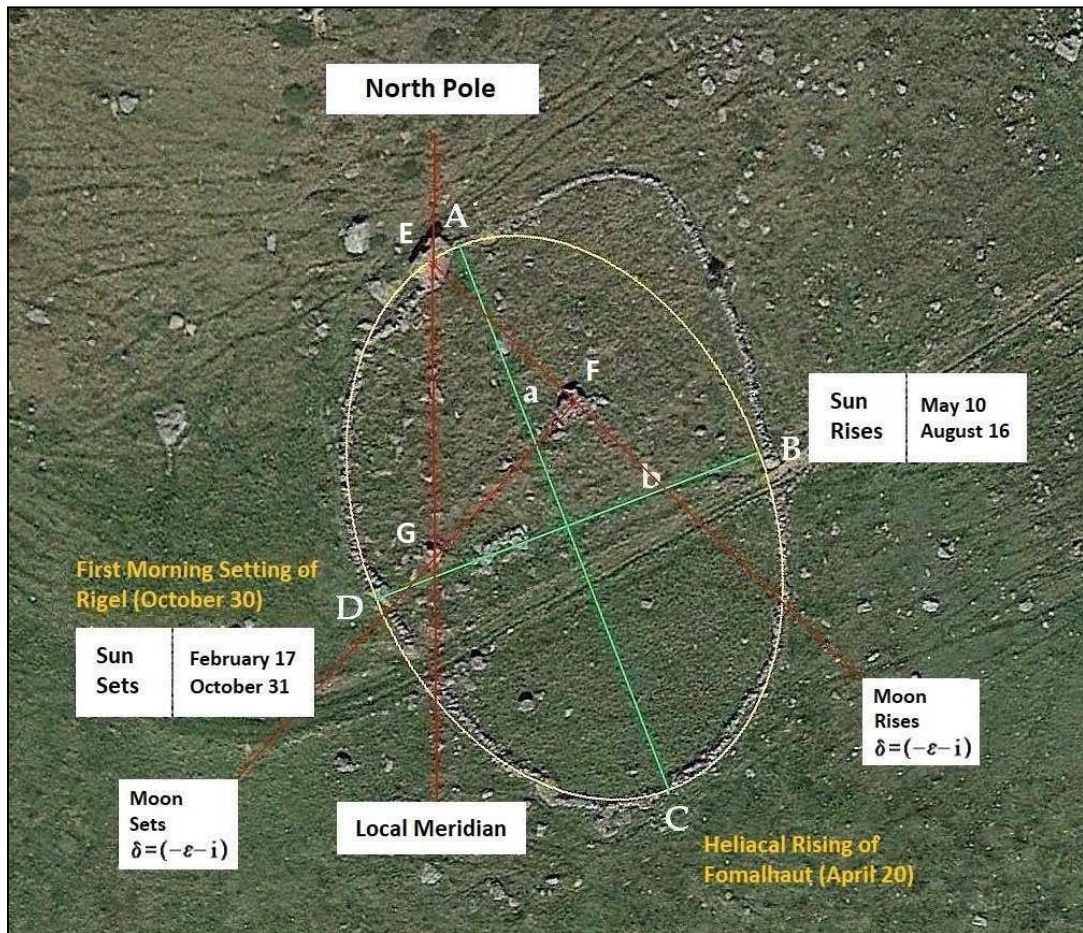 North Pole
E
A
F
a
Sun
Rises
May 10
August 16
B
b
G
First Morning Setting of
Rigel (October 30)
D
Sun
Sets
February 17
October 31
Moon
Rises
δ=(-ε-i)
Moon
Sets
δ=(-ε-i)
Local Meridian
C
Heliacal Rising of
Fomalhaut (April 20)